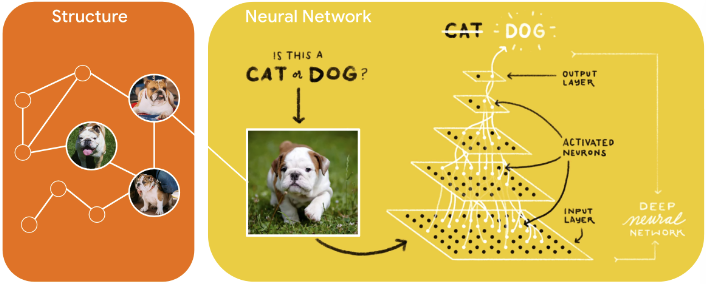 Structure
Neural Network
IS THIS A
CAT or DOG?
CAT DOG
OUTPUT
LAYER
ACTIVATED
NEURONS
INPUT
LAYER
DEEP
neural
NETWORK